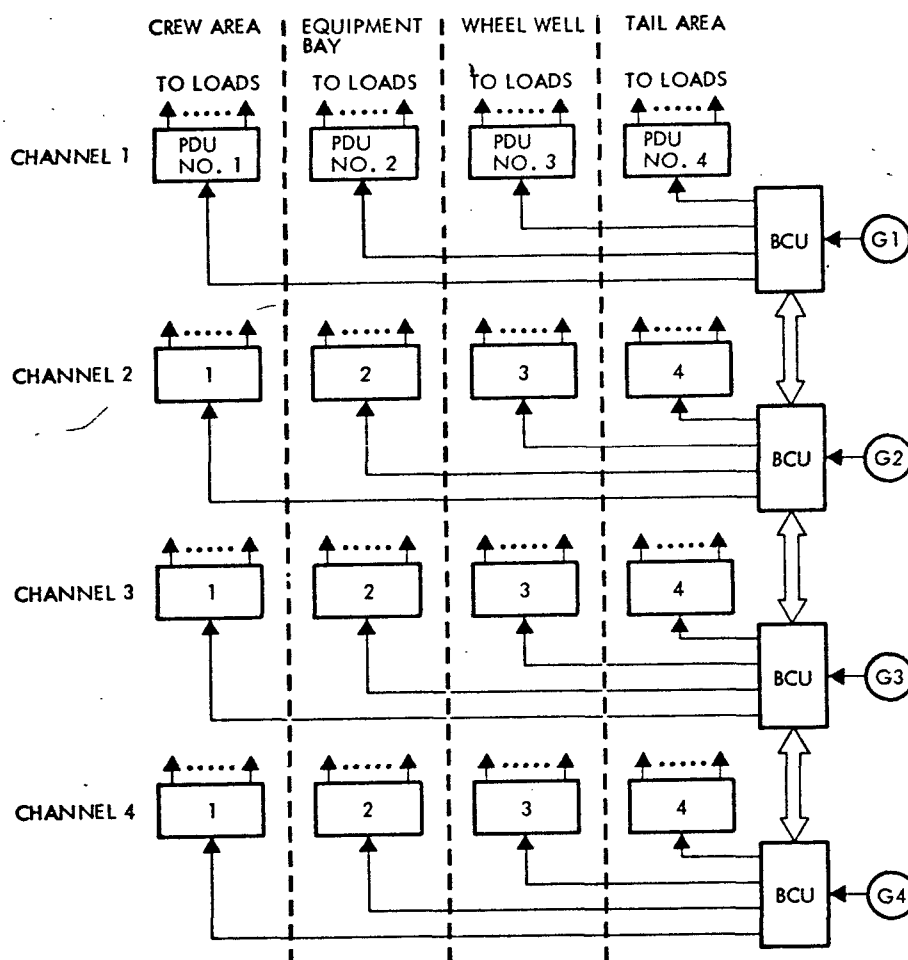 CREW AREA
EQUIPMENT
BAY
WHEEL WELL
TAIL AREA
TO LOADS
TO LOADS
TO LOADS
TO LOADS
CHANNEL 1
PDU
NO. 1
PDU
NO. 2
PDU
NO. 3
PDU
NO. 4
BCU
G1
CHANNEL 2
1
2
3
4
BCU
G2
CHANNEL 3
1
2
3
4
BCU
G3
CHANNEL 4
1
2
3
4
BCU
G4